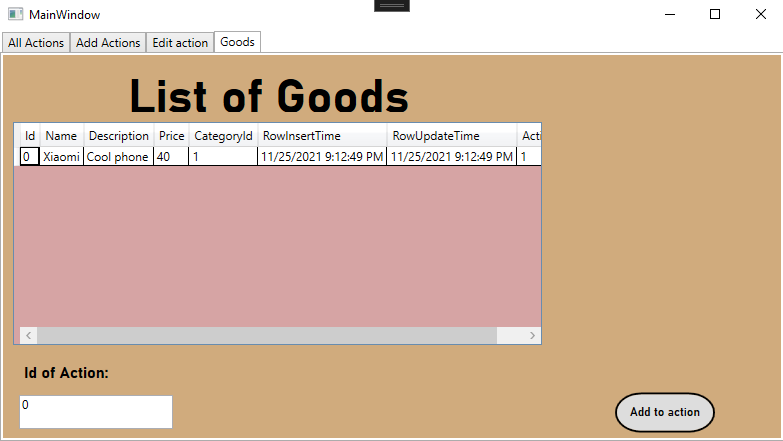 MainWindow
All Actions Add Actions Edit action Goods
List of Goods
Id Name Description Price CategoryId RowInsertTime RowUpdateTime Acti
0 Xiaomi Cool phone 40 1 11/25/2021 9:12:49 PM 11/25/2021 9:12:49 PM 1
Id of Action:
0
Add to action